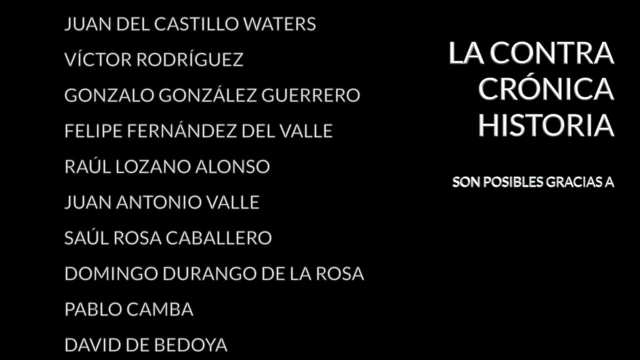 JUAN DEL CASTILLO WATERS
VÍCTOR RODRÍGUEZ
GONZALO GONZÁLEZ GUERRERO
FELIPE FERNÁNDEZ DEL VALLE
RAÚL LOZANO ALONSO
JUAN ANTONIO VALLE
SAÚL ROSA CABALLERO
DOMINGO DURANGO DE LA ROSA
PABLO CAMBA
DAVID DE BEDOYA
LA CONTRA
CRÓNICA
HISTORIA
SON POSIBLES GRACIAS A